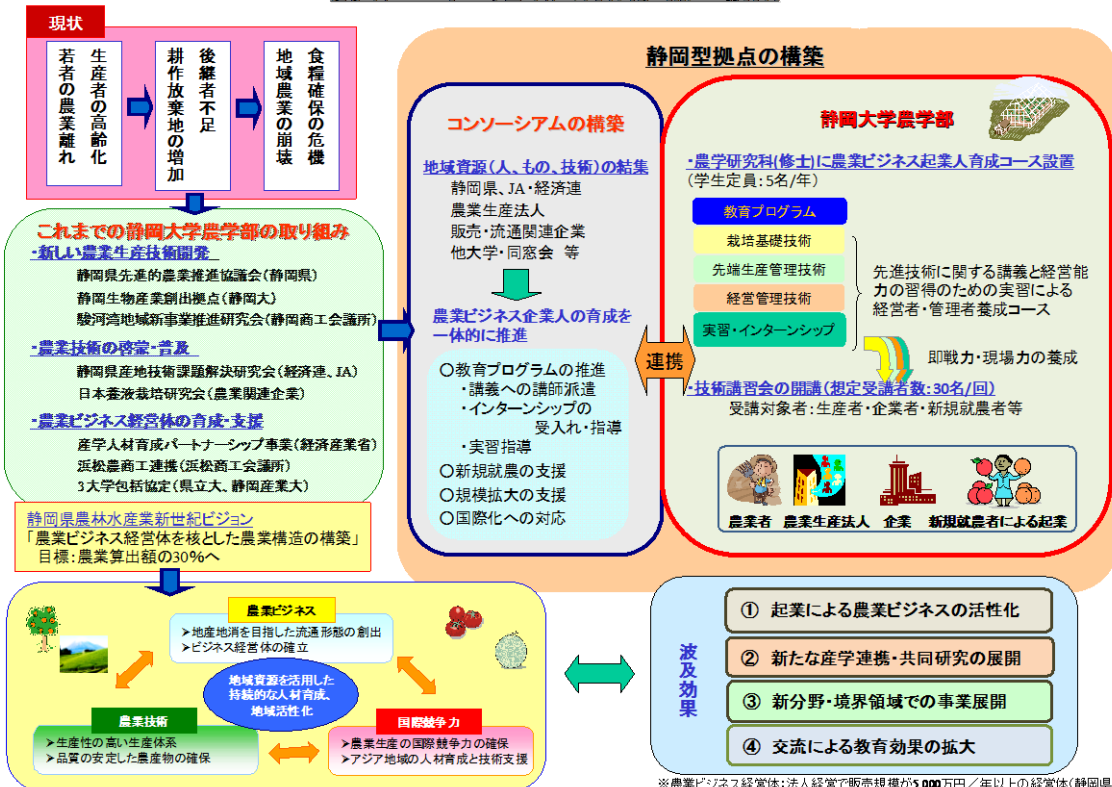 現状
若者の農業離れ
生産者の高齢化
耕作放棄地の増加
後継者不足
地域農業の崩壊
食糧確保の危機
これまでの静岡大学農学部の取り組み
・新しい農業生産技術開発
静岡県先進的農業推進協議会(静岡県)
静岡生物産業創出拠点(静岡大)
駿河湾地域新事業推進研究会(静岡商工会議所)
・農業技術の啓蒙・普及
静岡県産地技術課題解決研究会(経済連、JA)
日本養液栽培研究会(農業関連企業)
・農業ビジネス経営体の育成・支援
産学人材育成パートナーシップ事業(経済産業省)
浜松農商工連携(浜松商工会議所)
3大学包括協定(県立大、静岡産業大)
静岡県農林水産業新世紀ビジョン
「農業ビジネス経営体を核とした農業構造の構築」
目標:農業算出額の30%へ
静岡型拠点の構築
コンソーシアムの構築
地域資源(人、もの、技術)の結集
静岡県、JA・経済連
農業生産法人
販売・流通関連企業
他大学・同窓会 等
農業ビジネス企業人の育成を
一体的に推進
○教育プログラムの推進
・講義への講師派遣
・インターンシップの
受入れ・指導
・実習指導
○新規就農の支援
○規模拡大の支援
○国際化への対応
連携
静岡大学農学部
・農学研究科(修士)に農業ビジネス起業人育成コース設置
(学生定員:5名/年)
教育プログラム
栽培基礎技術
先端生産管理技術
経営管理技術
実習・インターンシップ
先進技術に関する講義と経営能
力の習得のための実習による
経営者・管理者養成コース
即戦力・現場力の養成
・技術講習会の開講(想定受講者数:30名/回)
受講対象者:生産者・企業者・新規就農者等
農業者 農業生産法人 企業 新規就農者による起業
農業ビジネス
➢地産地消を目指した流通形態の創出
➢ビジネス経営体の確立
地域資源を活用した
持続的な人材育成、
地域活性化
農業技術
➢生産性の高い生産体系
➢品質の安定した農産物の確保
国際競争力
➢農業生産の国際競争力の確保
➢アジア地域の人材育成と技術支援
波及効果
① 起業による農業ビジネスの活性化
② 新たな産学連携・共同研究の展開
③ 新分野・境界領域での事業展開
④ 交流による教育効果の拡大
※農業ビジネス経営体:法人経営で販売規模が5,000万円/年以上の経営体(静岡県